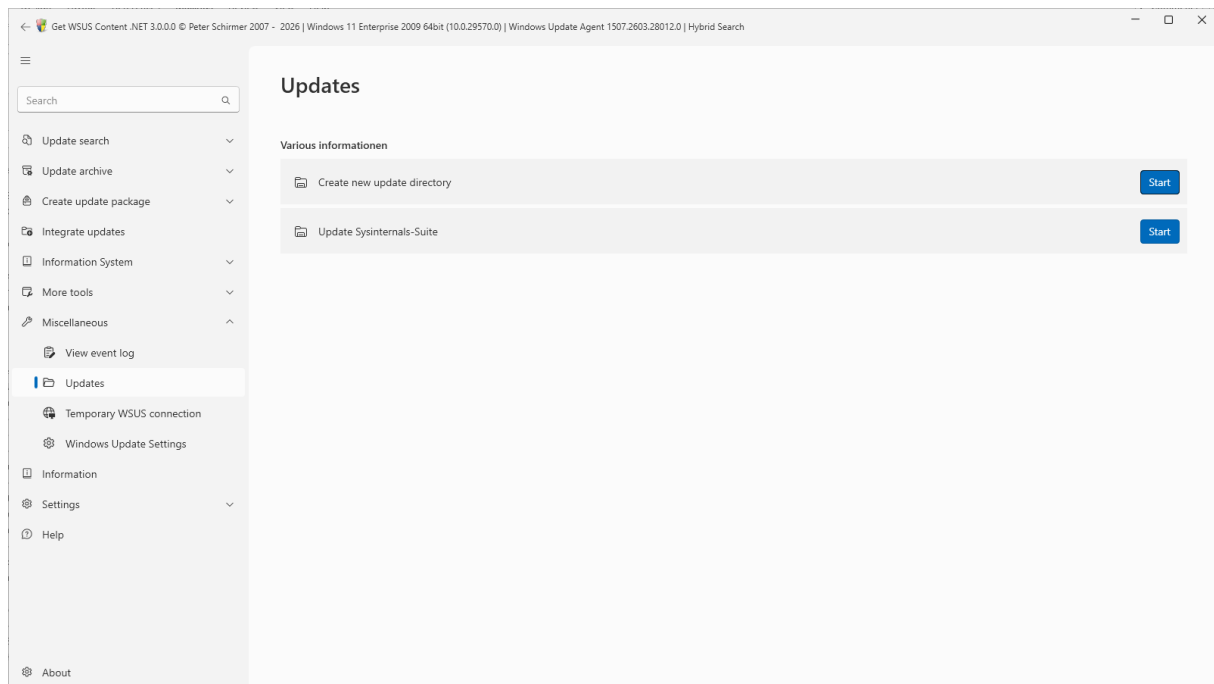 Get WSUS Content .NET 3.0.0.0 © Peter Schirmer 2007 - 2026 | Windows 11 Enterprise 2009 64bit (10.0.29570.0) | Windows Update Agent 1507.2603.28012.0 | Hybrid Search
Search
Update search
Update archive
Create update package
Integrate updates
Information System
More tools
Miscellaneous
View event log
Updates
Temporary WSUS connection
Windows Update Settings
Information
Settings
Help
About
Updates
Various informationen
Create new update directory
Start
Update Sysinternals-Suite
Start